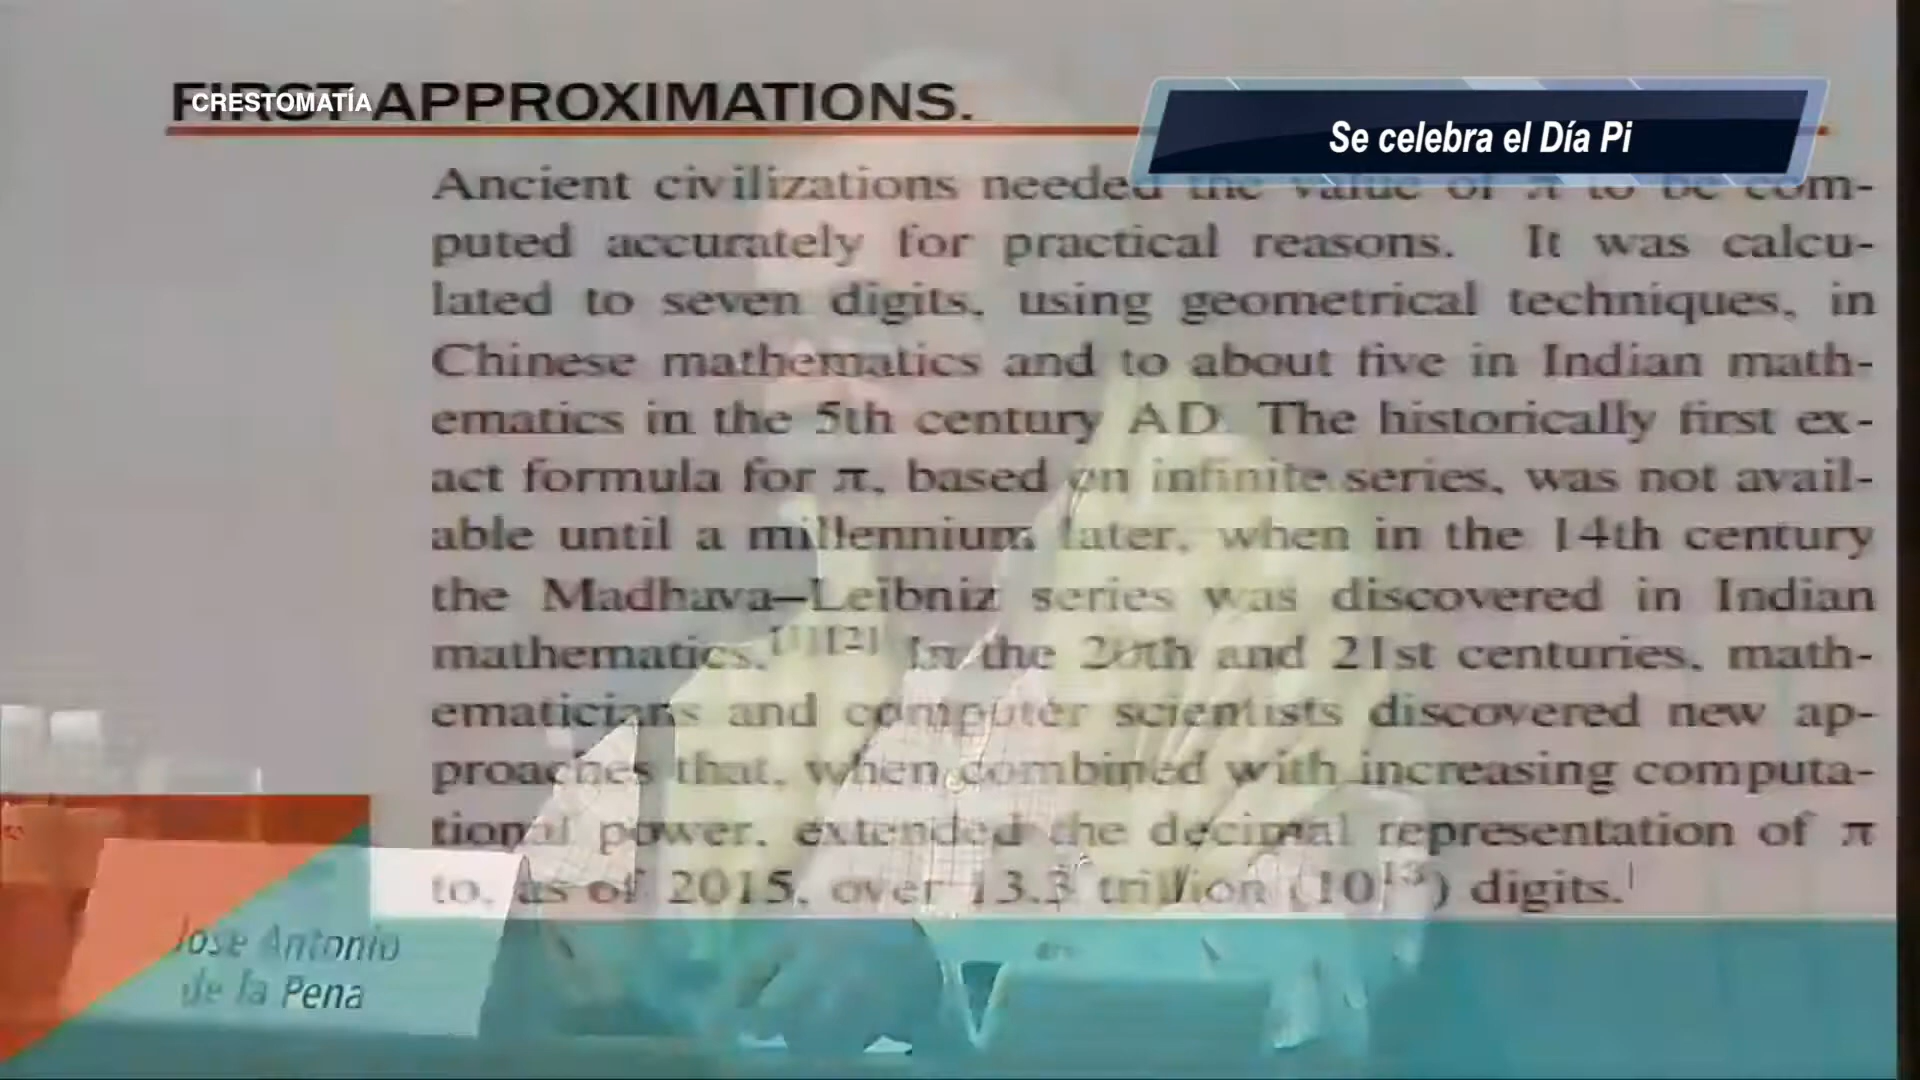 FIRST APPROXIMATIONS.
CRESTOMATÍA
Se celebra el Día Pi
Ancient civilizations needed the value of π to be com-
puted accurately for practical reasons. It was calcu-
lated to seven digits, using geometrical techniques, in
Chinese mathematics and to about five in Indian math-
ematics in the 5th century AD. The historically first ex-
act formula for π, based on infinite series, was not avail-
able until a millennium later, when in the 14th century
the Madhava–Leibniz series was discovered in Indian
mathematics.[1][2] In the 20th and 21st centuries, math-
ematicians and computer scientists discovered new ap-
proaches that, when combined with increasing computa-
tional power, extended the decimal representation of π
to, as of 2015, over 13.3 trillion (10¹³) digits.
Jose Antonio
de la Pena